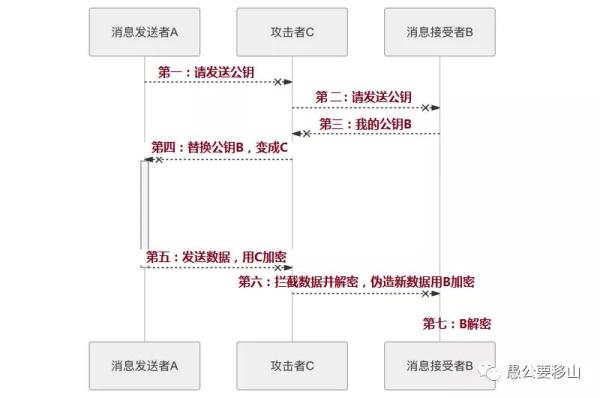 消息发送者A 攻击者C 消息接受者B
第一：请发送公钥
第二：请发送公钥
第三：我的公钥B
第四：替换公钥B，变成C
第五：发送数据，用C加密
第六：拦截数据并解密，伪造新数据用B加密
第七：B解密
消息发送者A 攻击者C 消息接受者B
愚公要移山